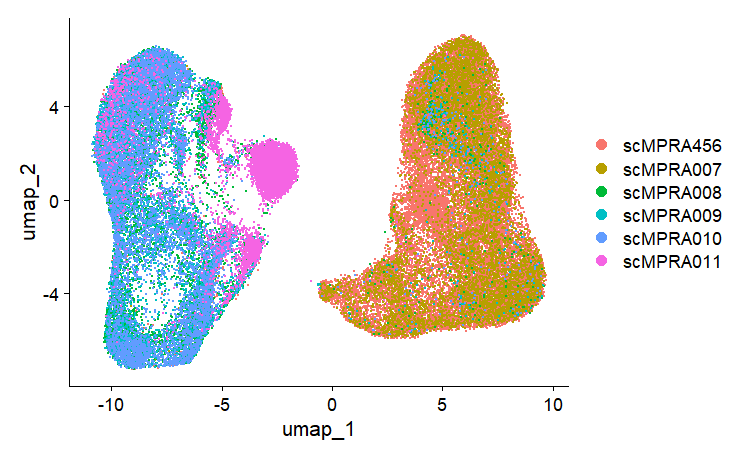 4
0
-4
umap_2
-10
-5
0
5
10
umap_1
scMPRA456
scMPRA007
scMPRA008
scMPRA009
scMPRA010
scMPRA011